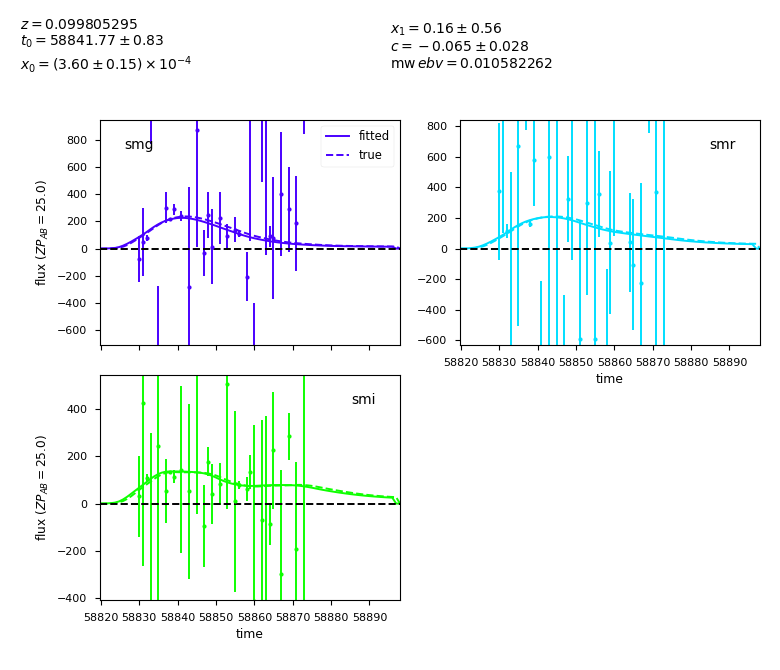 z = 0.099805295
t₀ = 58841.77 ± 0.83
x₀ = (3.60 ± 0.15) × 10⁻⁴
x₁ = 0.16 ± 0.56
c = −0.065 ± 0.028
mw ebv = 0.010582262
smg
fitted
true
800
600
400
200
0
−200
−400
−600
flux (ZP_AB = 25.0)
smr
800
600
400
200
0
−200
−400
−600
58820 58830 58840 58850 58860 58870 58880 58890
time
smi
400
200
0
−200
−400
flux (ZP_AB = 25.0)
58820 58830 58840 58850 58860 58870 58880 58890
time